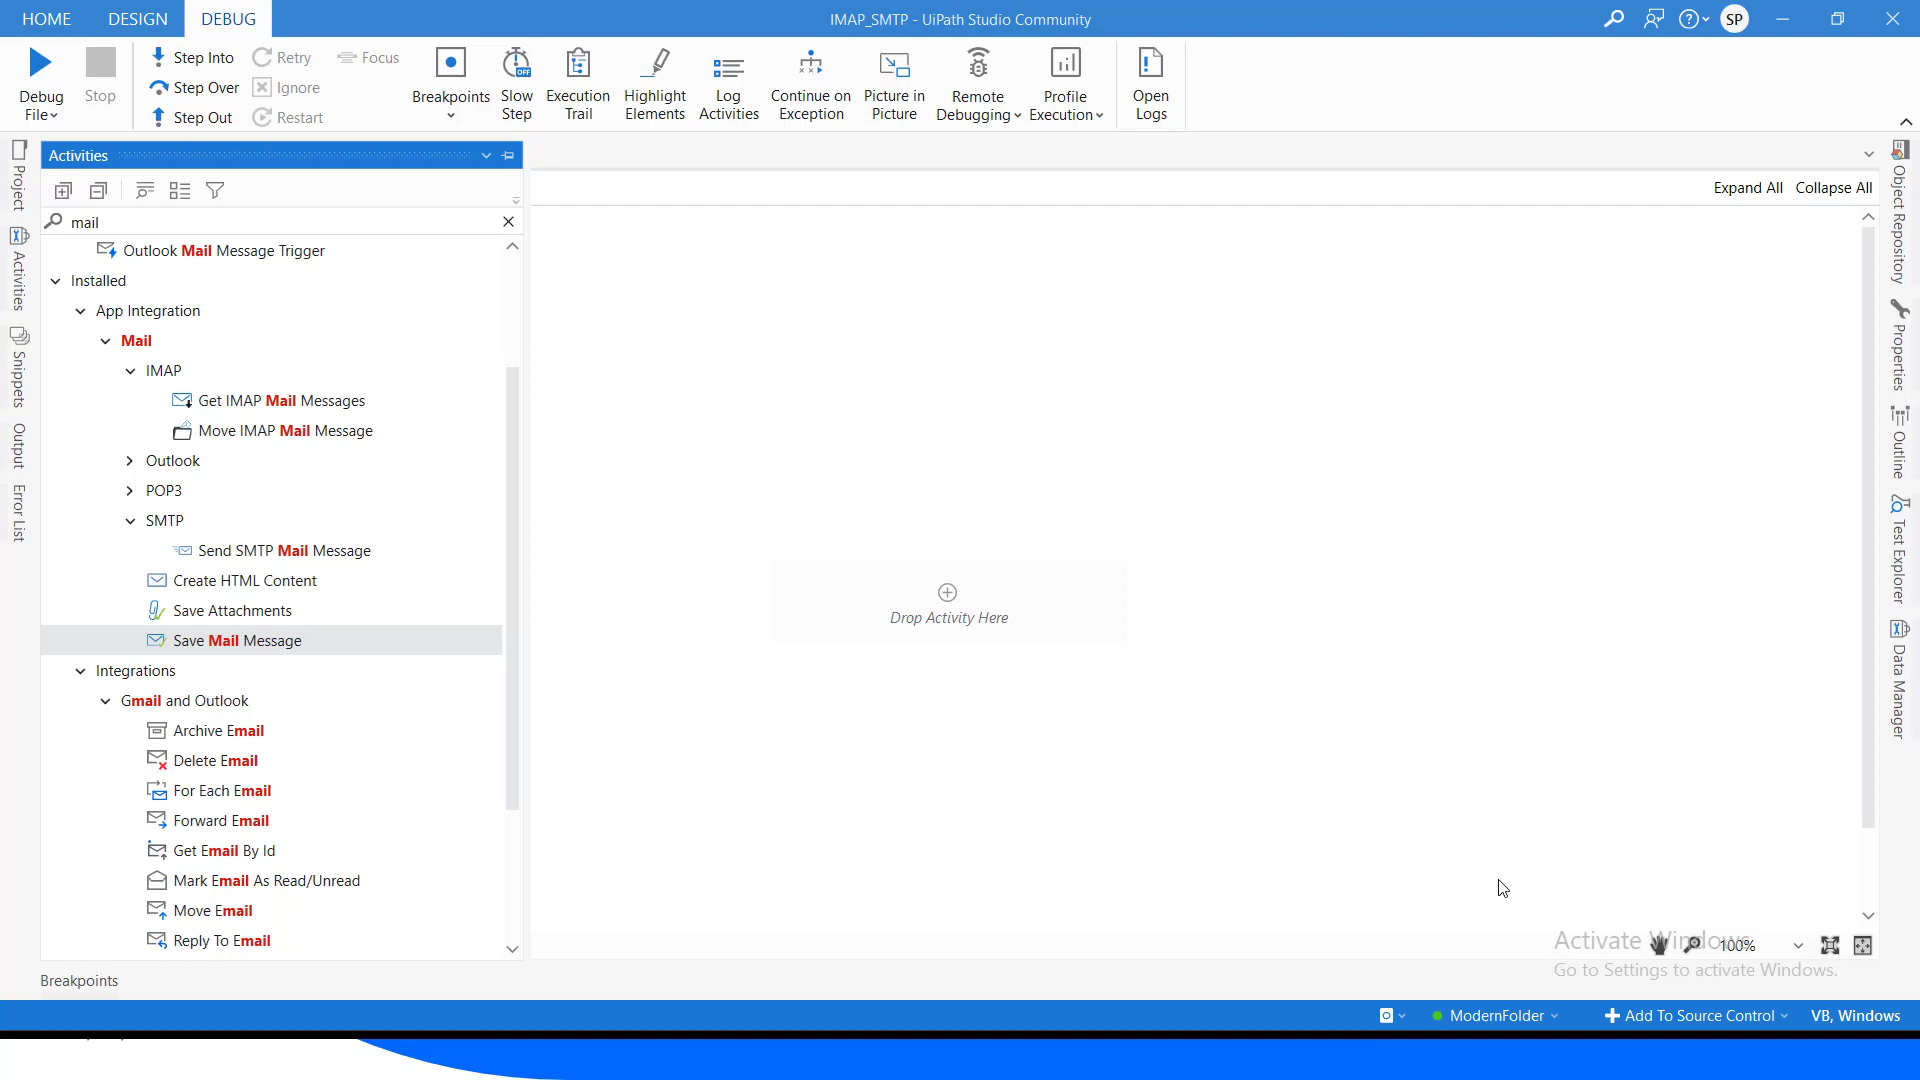 HOME DESIGN DEBUG
IMAP_SMTP - UiPath Studio Community
SP
Debug File
Stop
Step Into
Step Over
Step Out
Retry
Ignore
Restart
Focus
Breakpoints
Slow Step
OFF
Execution Trail
Highlight Elements
Log Activities
Continue on Exception
Picture in Picture
Remote Debugging
Profile Execution
Open Logs
Project
Activities
Snippets
Output
Error List
Activities
mail
Outlook Mail Message Trigger
Installed
App Integration
Mail
IMAP
Get IMAP Mail Messages
Move IMAP Mail Message
Outlook
POP3
SMTP
Send SMTP Mail Message
Create HTML Content
Save Attachments
Save Mail Message
Integrations
Gmail and Outlook
Archive Email
Delete Email
For Each Email
Forward Email
Get Email By Id
Mark Email As Read/Unread
Move Email
Reply To Email
Expand All Collapse All
Drop Activity Here
Object Repository
Properties
Outline
Test Explorer
Data Manager
Activate Windows
100%
Go to Settings to activate Windows.
Breakpoints
ModernFolder
Add To Source Control
VB, Windows